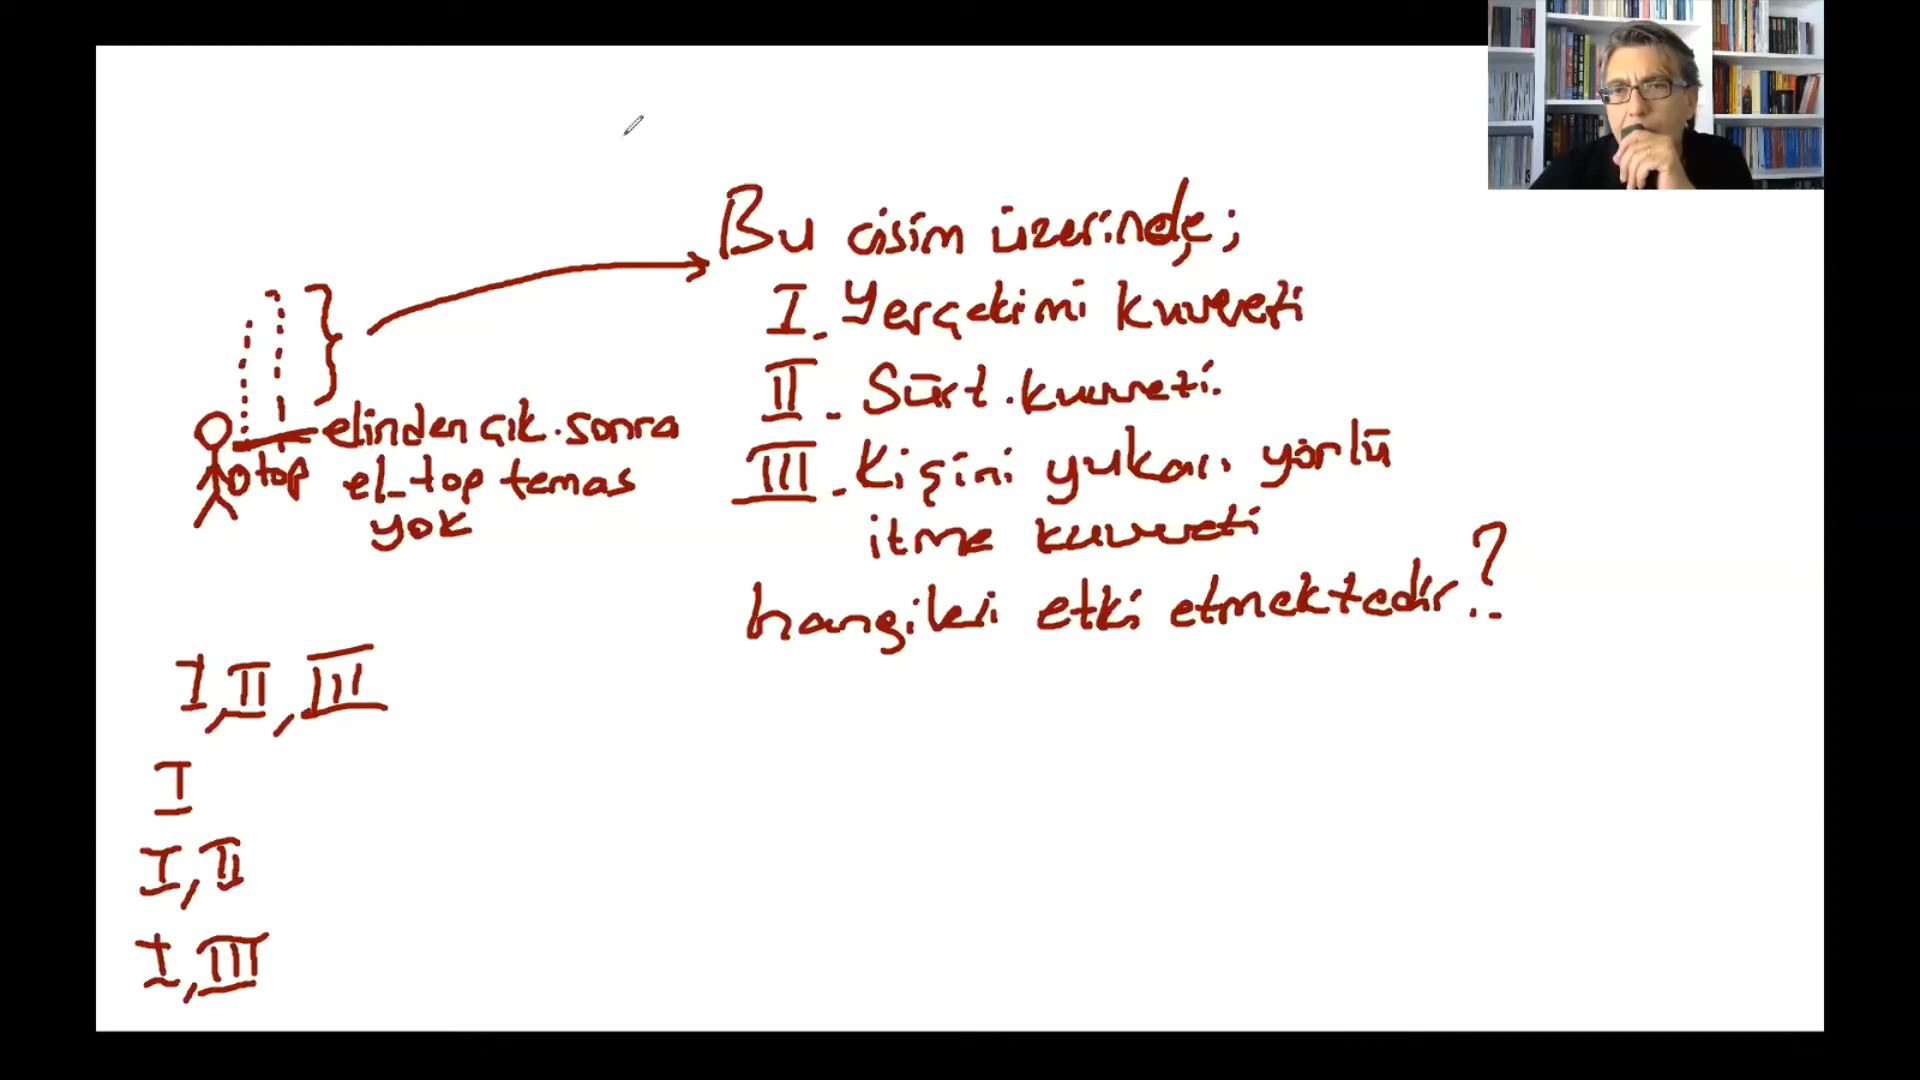 Bu cisim üzerinde;
I. Yerçekimi kuvveti
II. Sürt. kuvveti.
III. Kişini yukarı yönlü
itme kuvveti
hangileri etki etmektedir?
elinden çık. sonra
top
el-top temas
yok
I, II, III
I
I, II
I, III